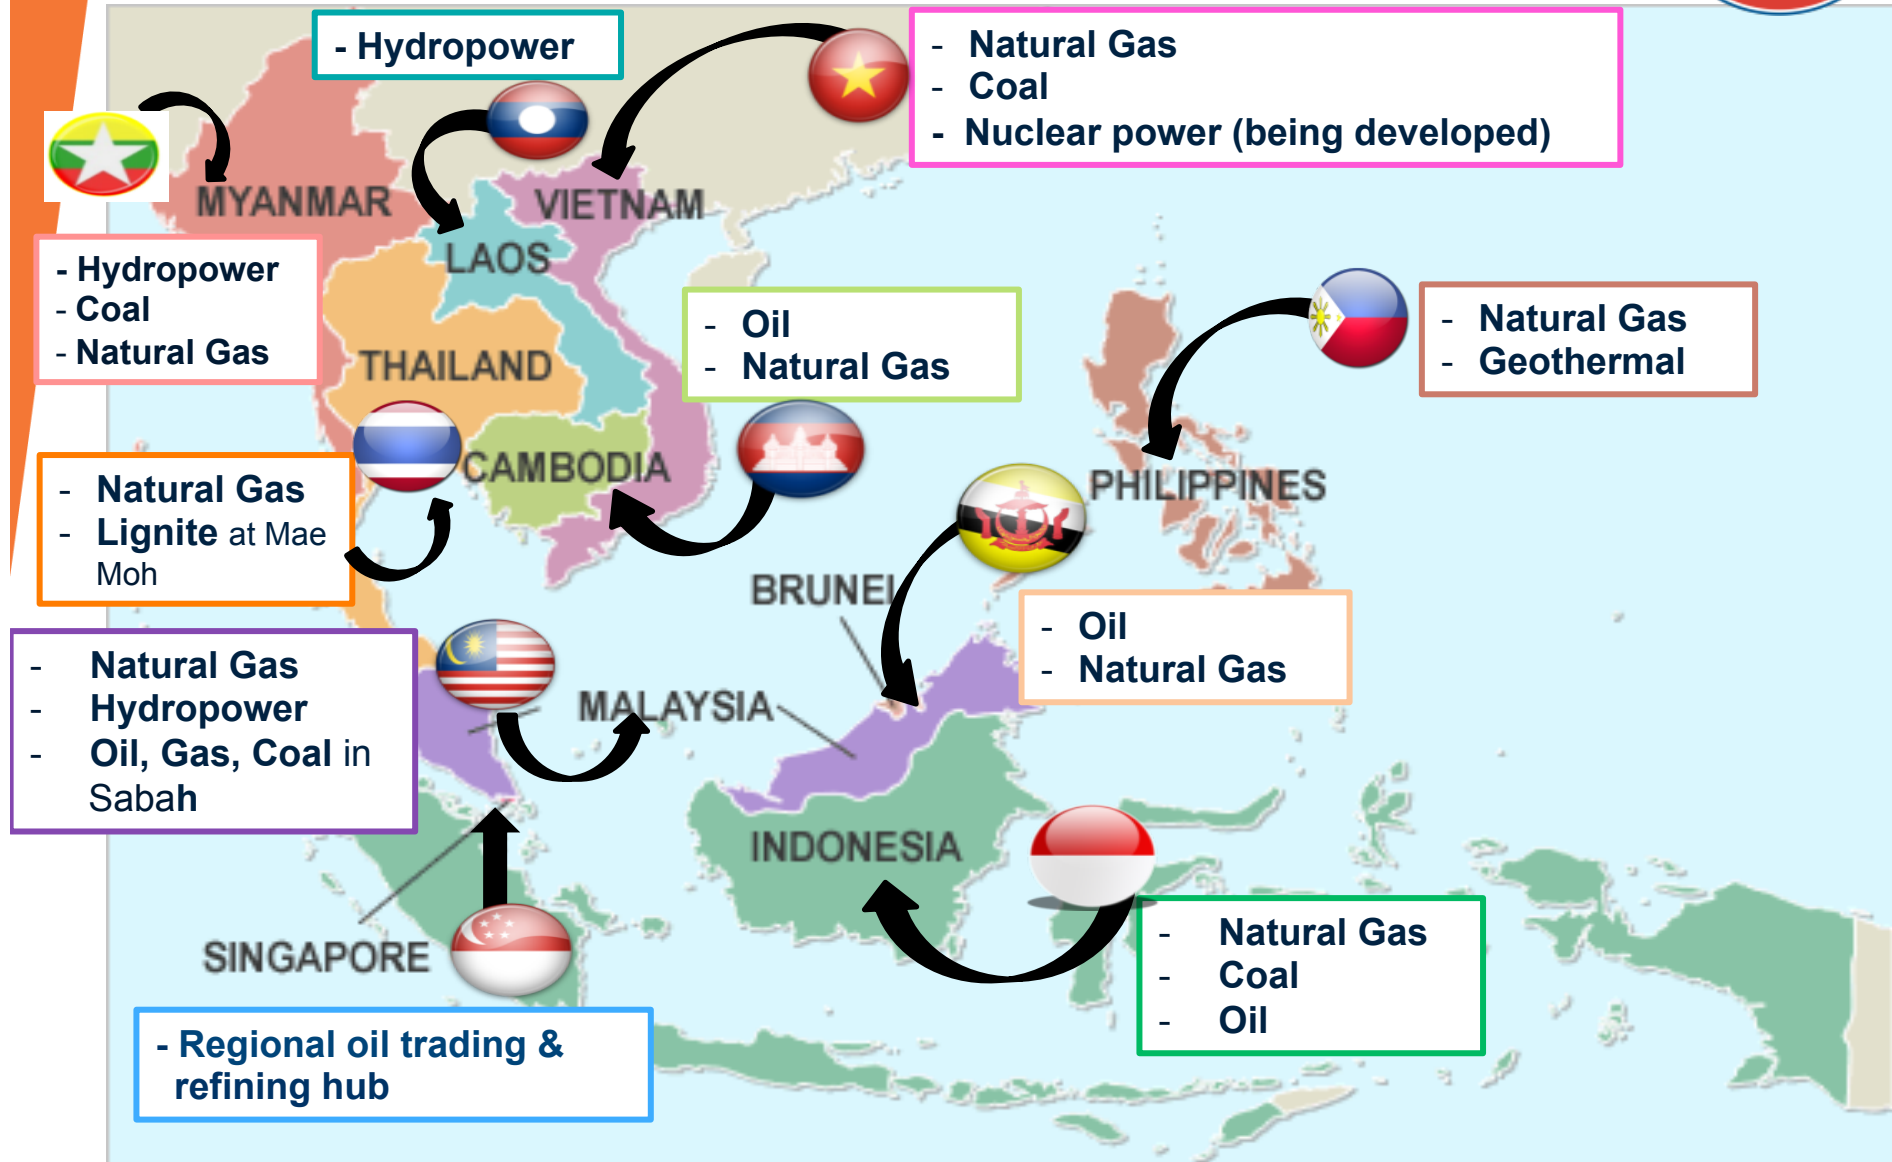 - Hydropower
- Natural Gas
- Coal
- Nuclear power (being developed)
MYANMAR
VIETNAM
LAOS
- Hydropower
- Coal
- Natural Gas
- Oil
- Natural Gas
- Natural Gas
- Geothermal
THAILAND
CAMBODIA
PHILIPPINES
- Natural Gas
- Lignite at Mae
Moh
BRUNEI
- Oil
- Natural Gas
- Natural Gas
- Hydropower
- Oil, Gas, Coal in
Sabah
MALAYSIA
INDONESIA
SINGAPORE
- Natural Gas
- Coal
- Oil
- Regional oil trading &
refining hub